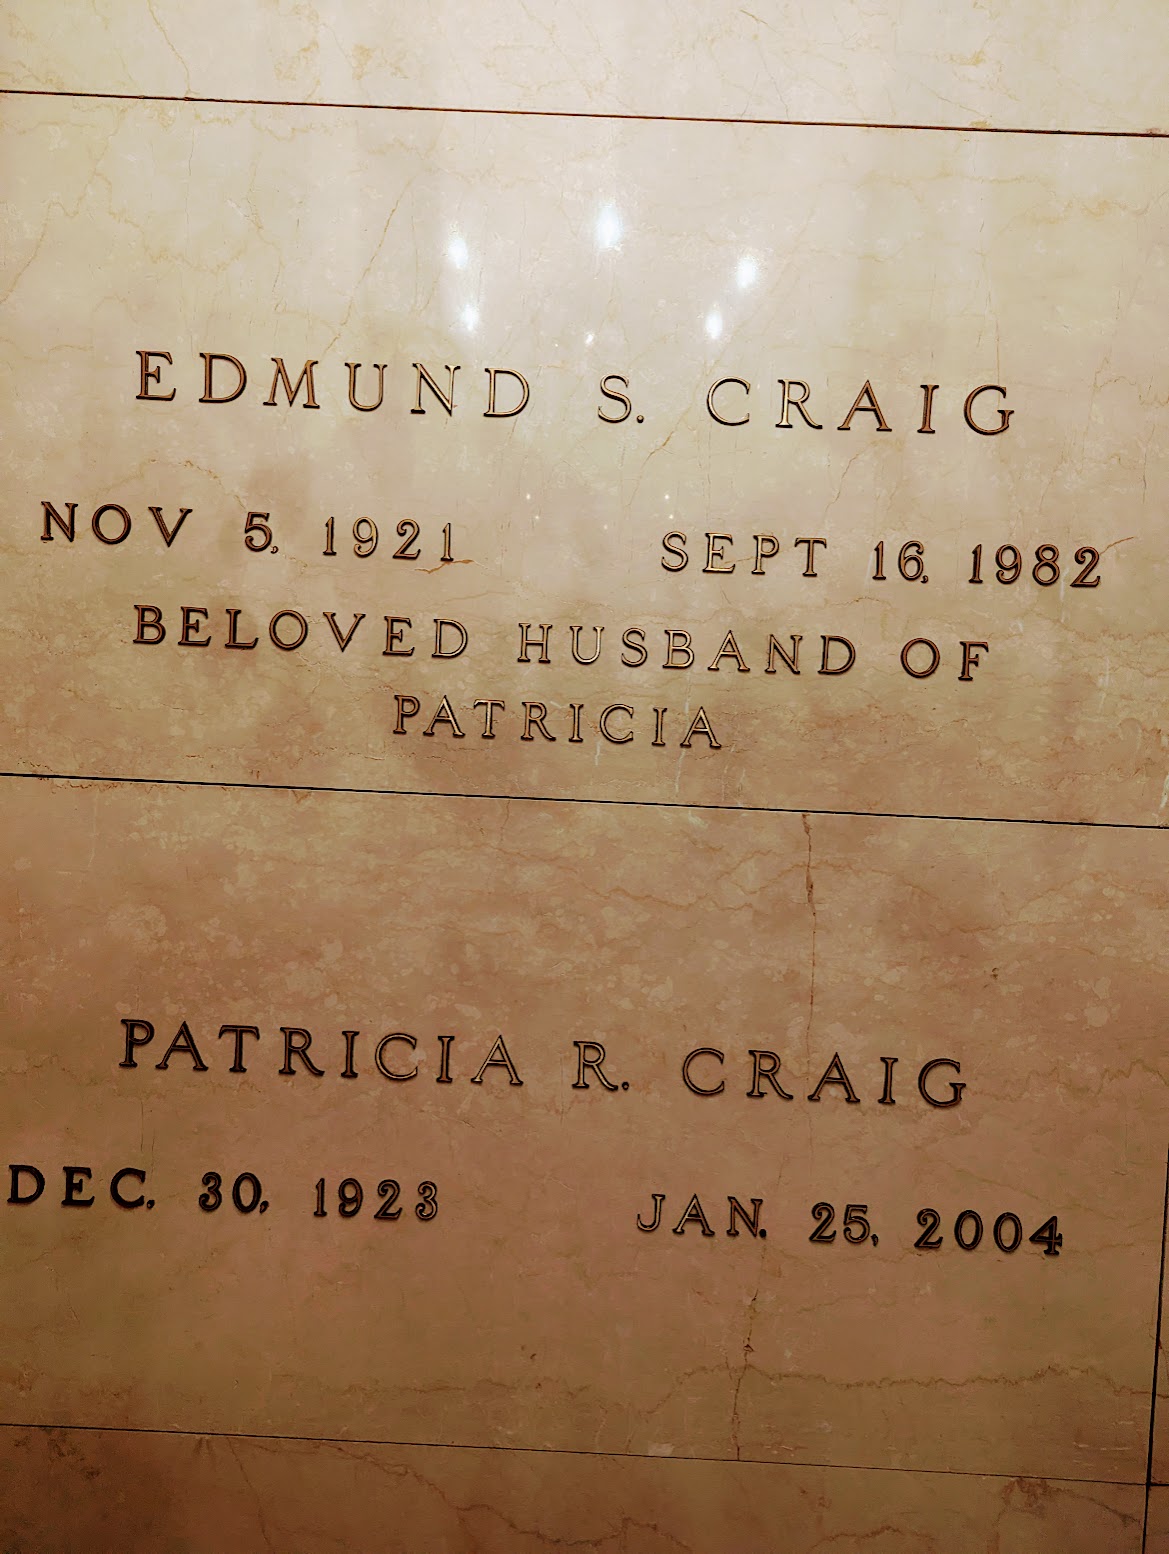 EDMUND S. CRAIG
NOV 5, 1921 SEPT 16, 1982
BELOVED HUSBAND OF
PATRICIA
PATRICIA R. CRAIG
DEC. 30, 1923 JAN. 25, 2004